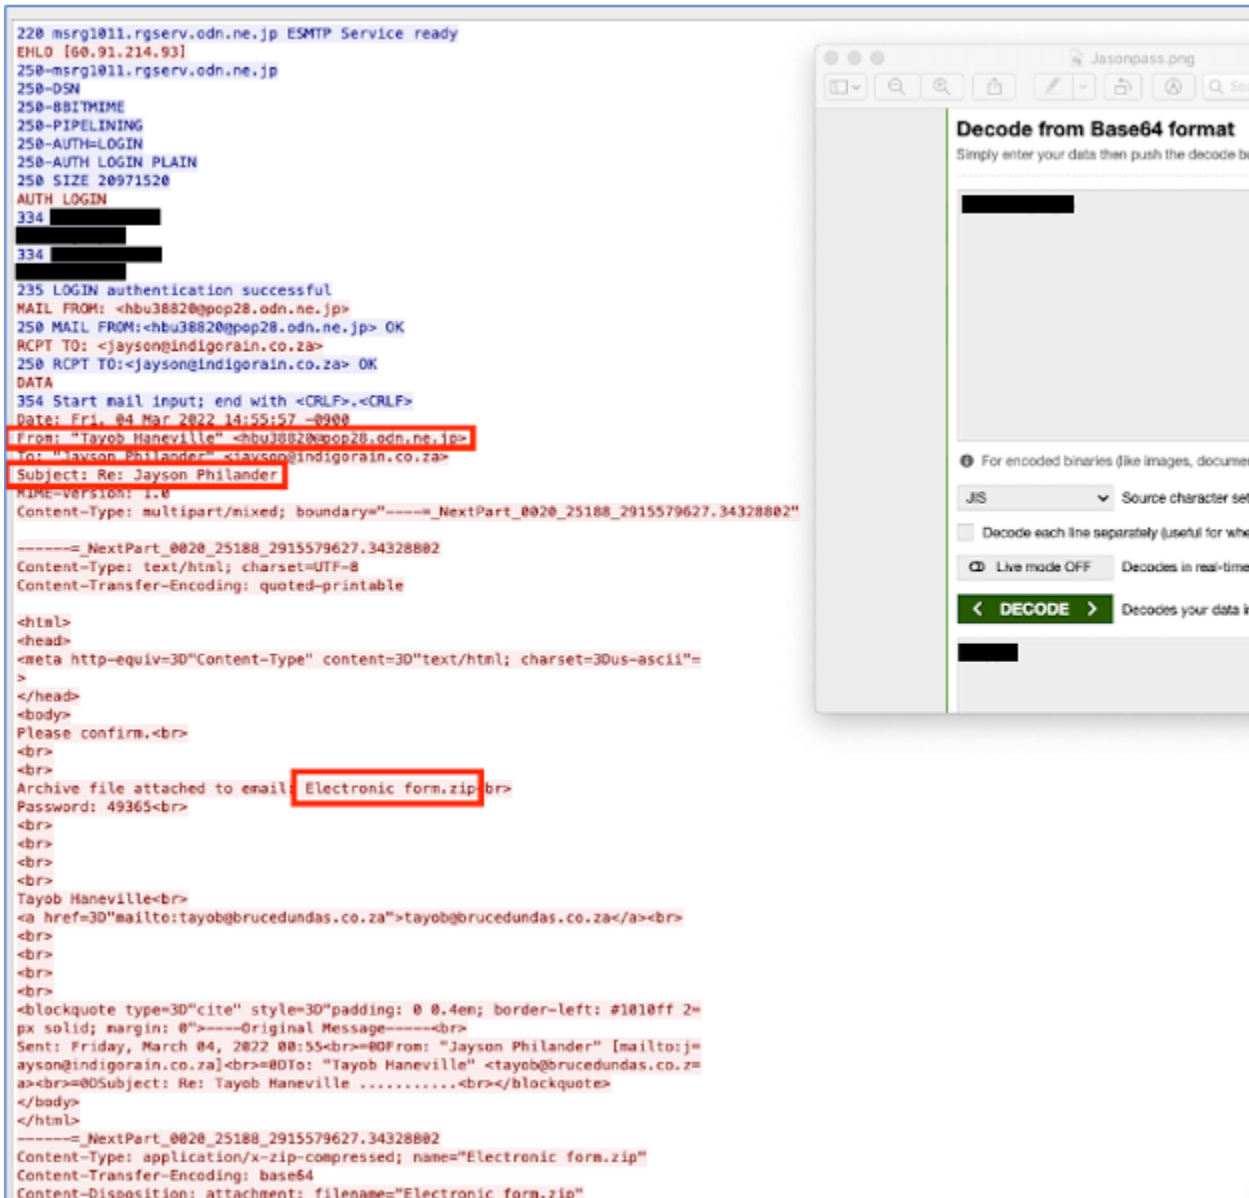 220 msrg1011.rgserv.odn.ne.jp ESMTP Service ready
EHLO [60.91.214.93]
250-msrg1011.rgserv.odn.ne.jp
250-DSN
250-8BITMIME
250-PIPELINING
250-AUTH=LOGIN
250-AUTH LOGIN PLAIN
250 SIZE 20971520
AUTH LOGIN
334
334
235 LOGIN authentication successful
MAIL FROM: <hbu38820@pop28.odn.ne.jp>
250 MAIL FROM:<hbu38820@pop28.odn.ne.jp> OK
RCPT TO: <jayson@indigorain.co.za>
250 RCPT TO:<jayson@indigorain.co.za> OK
DATA
354 Start mail input; end with <CRLF>.<CRLF>
Date: Fri, 04 Mar 2022 14:55:57 -0900
From: "Tayob Haneville" <hbu38820@pop28.odn.ne.jp>
To: "Jayson Philander" <jayson@indigorain.co.za>
Subject: Re: Jayson Philander
MIME-Version: 1.0
Content-Type: multipart/mixed; boundary="----=_NextPart_0020_25188_2915579627.34328802"
------=_NextPart_0020_25188_2915579627.34328802
Content-Type: text/html; charset=UTF-8
Content-Transfer-Encoding: quoted-printable
<html>
<head>
<meta http-equiv=3D"Content-Type" content=3D"text/html; charset=3Dus-ascii"=
>
</head>
<body>
Please confirm.<br>
<br>
<br>
Archive file attached to email: Electronic form.zip<br>
Password: 49365<br>
<br>
<br>
<br>
<br>
Tayob Haneville<br>
<a href=3D"mailto:tayob@brucedundas.co.za">tayob@brucedundas.co.za</a><br>
<br>
<br>
<br>
<br>
<blockquote type=3D"cite" style=3D"padding: 0 0.4em; border-left: #1010ff 2=
px solid; margin: 0">----Original Message-----<br>
Sent: Friday, March 04, 2022 00:55<br>=0DFrom: "Jayson Philander" [mailto:j=
ayson@indigorain.co.za]<br>=0DTo: "Tayob Haneville" <tayob@brucedundas.co.z=
a><br>=0DSubject: Re: Tayob Haneville ...........<br></blockquote>
</body>
</html>
------=_NextPart_0020_25188_2915579627.34328802
Content-Type: application/x-zip-compressed; name="Electronic form.zip"
Content-Transfer-Encoding: base64
Content-Disposition: attachment; filename="Electronic form.zip"
Jasonpass.png
Decode from Base64 format
Simply enter your data then push the decode
For encoded binaries (like images,
JIS
Source character set
Decode each line separately (useful for
Live mode OFF
Decodes in real-time
< DECODE >
Decodes your data